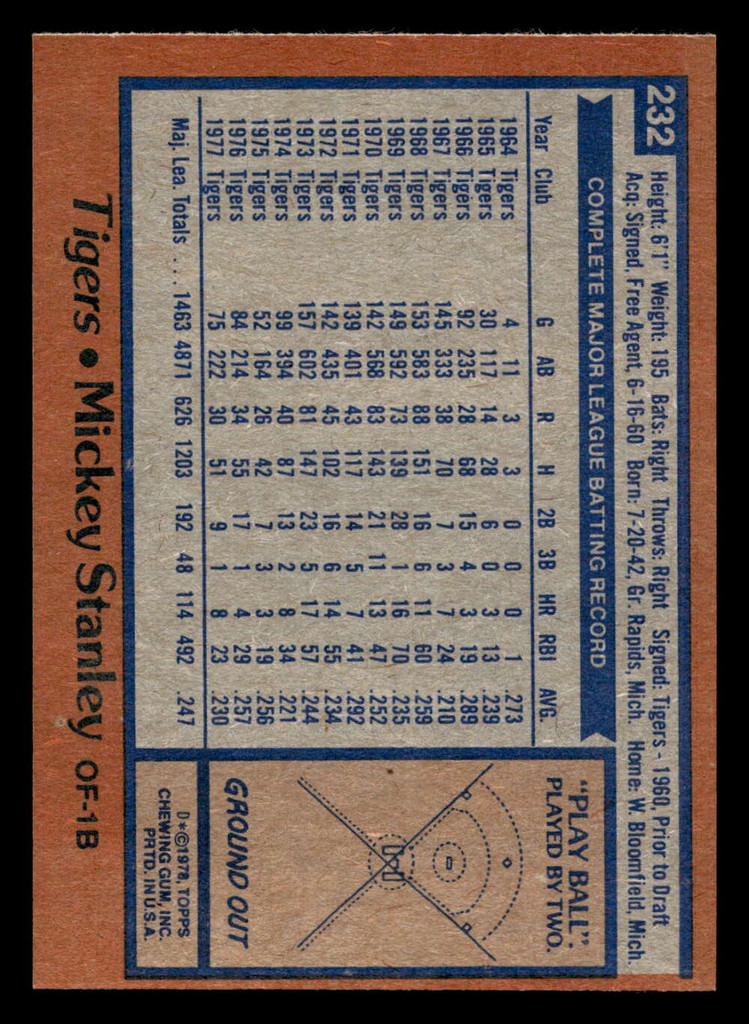 232
Height: 6'1" Weight: 195 Bats: Right Throws: Right Signed: Tigers - 1960, Prior to Draft
Acq: Signed, Free Agent, 6-16-60 Born: 7-20-42, Gr. Rapids, Mich. Home: W. Bloomfield, Mich.
COMPLETE MAJOR LEAGUE BATTING RECORD
Year Club G AB R H 2B 3B HR RBI AVG.
1964 Tigers 4 11 3 3 0 0 0 1 .273
1965 Tigers 30 117 14 28 6 0 3 13 .239
1966 Tigers 92 235 28 68 15 4 3 19 .289
1967 Tigers 145 333 38 70 7 3 7 24 .210
1968 Tigers 153 583 88 151 16 6 11 60 .259
1969 Tigers 149 592 73 139 28 1 16 70 .235
1970 Tigers 142 568 83 143 21 11 13 47 .252
1971 Tigers 139 401 43 117 14 5 7 41 .292
1972 Tigers 142 435 45 102 16 6 14 55 .234
1973 Tigers 157 602 81 147 23 5 17 57 .244
1974 Tigers 99 394 40 87 13 2 8 34 .221
1975 Tigers 52 164 26 42 7 3 3 19 .256
1976 Tigers 84 214 34 55 17 1 4 29 .257
1977 Tigers 75 222 30 51 9 1 8 23 .230
Maj. Lea. Totals ... 1463 4871 626 1203 192 48 114 492 .247
"PLAY BALL".
PLAYED BY TWO.
GROUND OUT
D*©1978, TOPPS
CHEWING GUM, INC.
PRTD. IN U.S.A.
Tigers • Mickey Stanley OF-1B